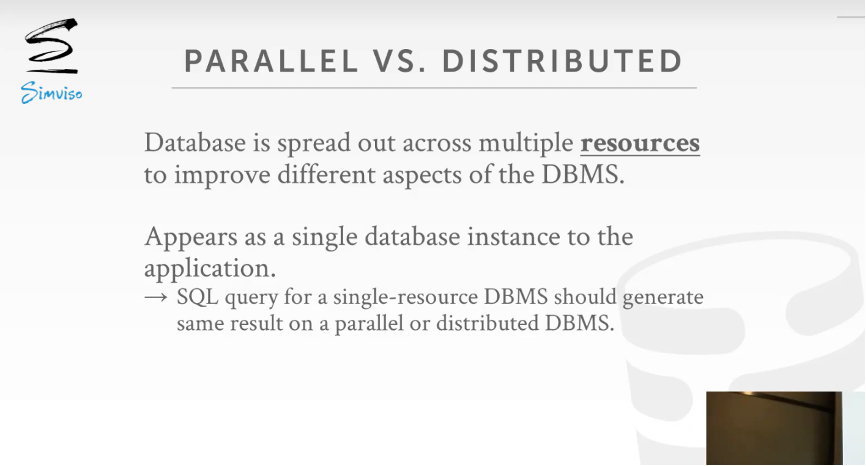 Simviso
PARALLEL VS. DISTRIBUTED
Database is spread out across multiple resources
to improve different aspects of the DBMS.
Appears as a single database instance to the
application.
→ SQL query for a single-resource DBMS should generate
same result on a parallel or distributed DBMS.